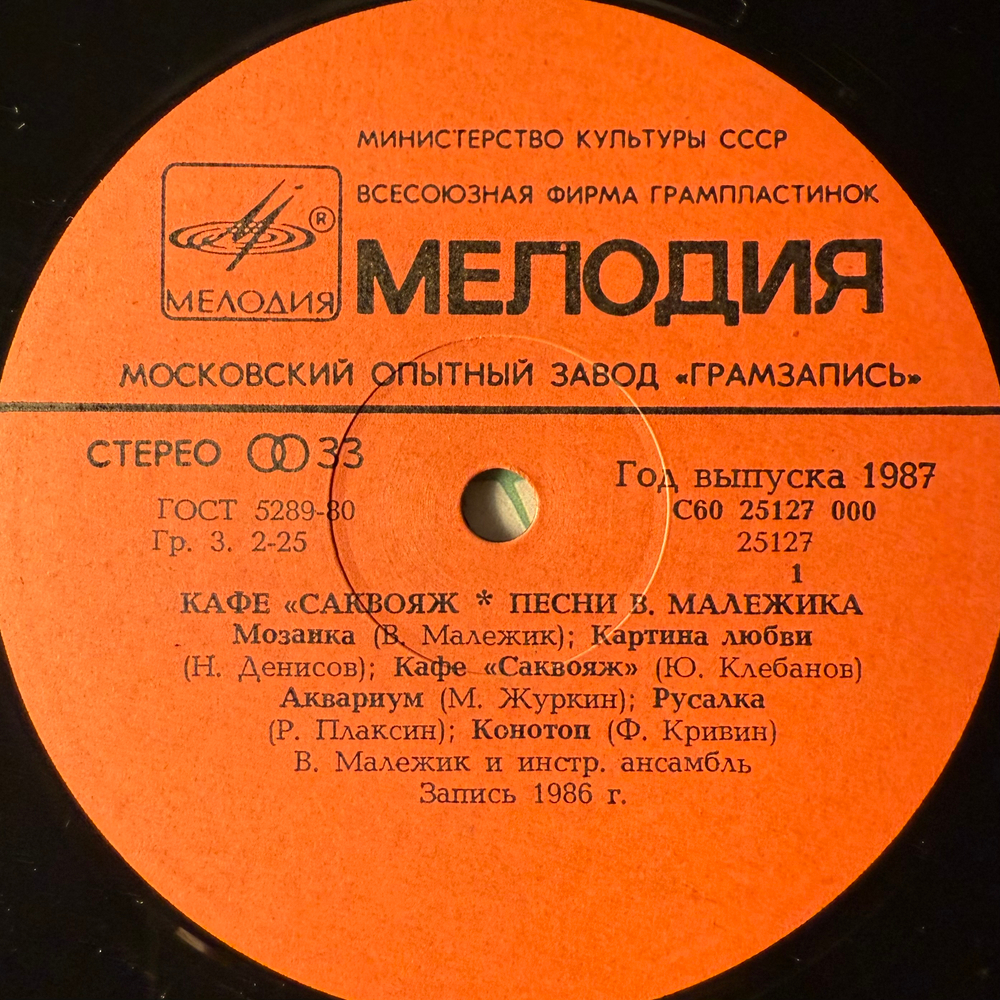 МИНИСТЕРСТВО КУЛЬТУРЫ СССР
ВСЕСОЮЗНАЯ ФИРМА ГРАМПЛАСТИНОК
®
МЕЛОДИЯ
МЕЛОДИЯ
МОСКОВСКИЙ ОПЫТНЫЙ ЗАВОД «ГРАМЗАПИСЬ»
СТЕРЕО 33
Год выпуска 1987
ГОСТ 5289-80
С60 25127 000
Гр. 3. 2-25
25127
1
КАФЕ «САКВОЯЖ * ПЕСНИ В. МАЛЕЖИКА
Мозаика (В. Малежик); Картина любви
(Н. Денисов); Кафе «Саквояж» (Ю. Клебанов)
Аквариум (М. Журкин); Русалка
(Р. Плаксин); Конотоп (Ф. Кривин)
В. Малежик и инстр. ансамбль
Запись 1986 г.